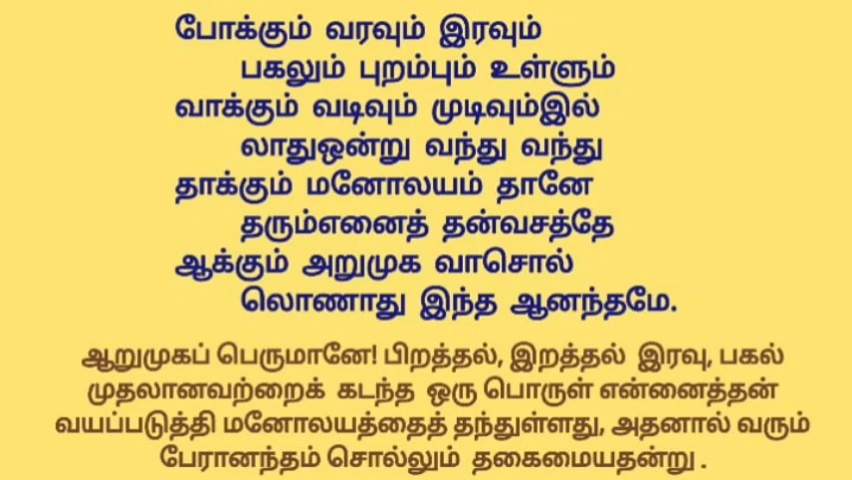 போக்கும் வரவும் இரவும்
பகலும் புறம்பும் உள்ளும்
வாக்கும் வடிவும் முடிவும்இல்
லாதுஒன்று வந்து வந்து
தாக்கும் மனோலயம் தானே
தரும்எனைத் தன்வசத்தே
ஆக்கும் அறுமுக வாசொல்
லொணாது இந்த ஆனந்தமே.
ஆறுமுகப் பெருமானே! பிறத்தல், இறத்தல் இரவு, பகல்
முதலானவற்றைக் கடந்த ஒரு பொருள் என்னைத்தன்
வயப்படுத்தி மனோலயத்தைத் தந்துள்ளது, அதனால் வரும்
பேரானந்தம் சொல்லும் தகைமையதன்று .